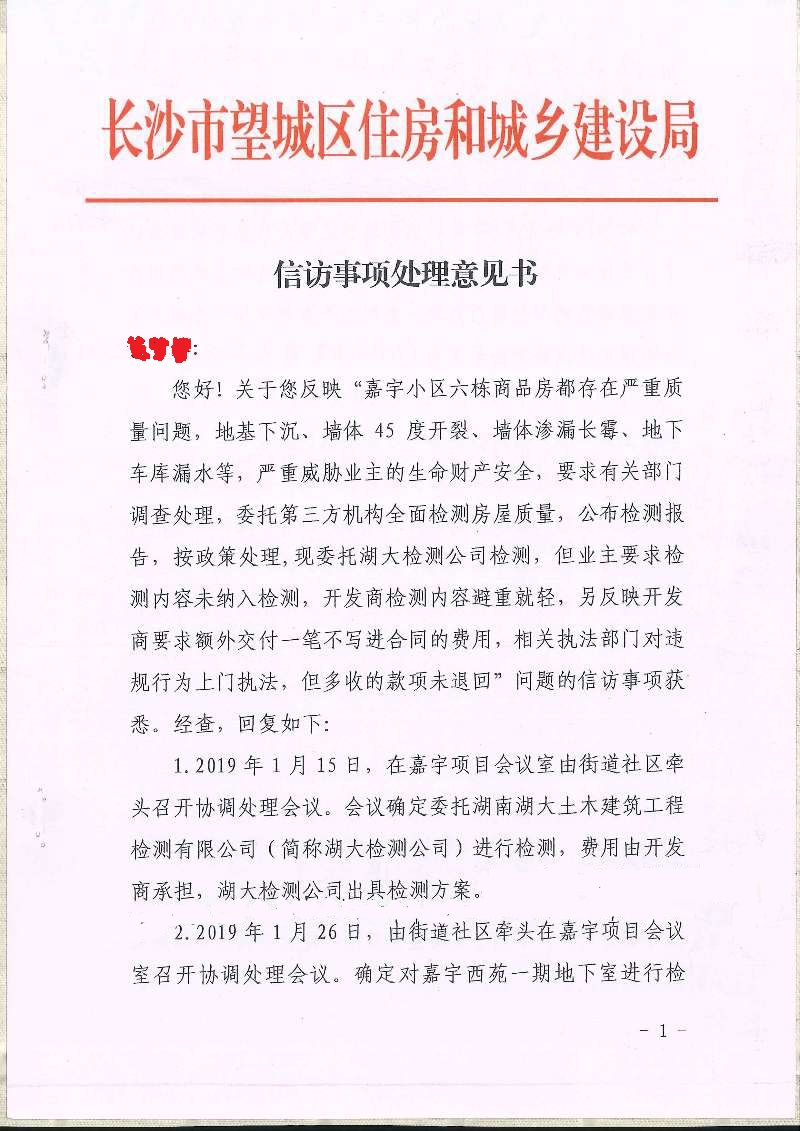 长沙市望城区住房和城乡建设局
信访事项处理意见书
:
您好！关于您反映“嘉宇小区六栋商品房都存在严重质
量问题，地基下沉、墙体 45 度开裂、墙体渗漏长霉、地下
车库漏水等，严重威胁业主的生命财产安全，要求有关部门
调查处理，委托第三方机构全面检测房屋质量，公布检测报
告，按政策处理,现委托湖大检测公司检测，但业主要求检
测内容未纳入检测，开发商检测内容避重就轻，另反映开发
商要求额外交付一笔不写进合同的费用，相关执法部门对违
规行为上门执法，但多收的款项未退回”问题的信访事项获
悉。经查，回复如下：
1.2019 年 1 月 15 日，在嘉宇项目会议室由街道社区牵
头召开协调处理会议。会议确定委托湖南湖大土木建筑工程
检测有限公司（简称湖大检测公司）进行检测，费用由开发
商承担，湖大检测公司出具检测方案。
2.2019 年 1 月 26 日，由街道社区牵头在嘉宇项目会议
室召开协调处理会议。确定对嘉宇西苑一期地下室进行检
- 1 -